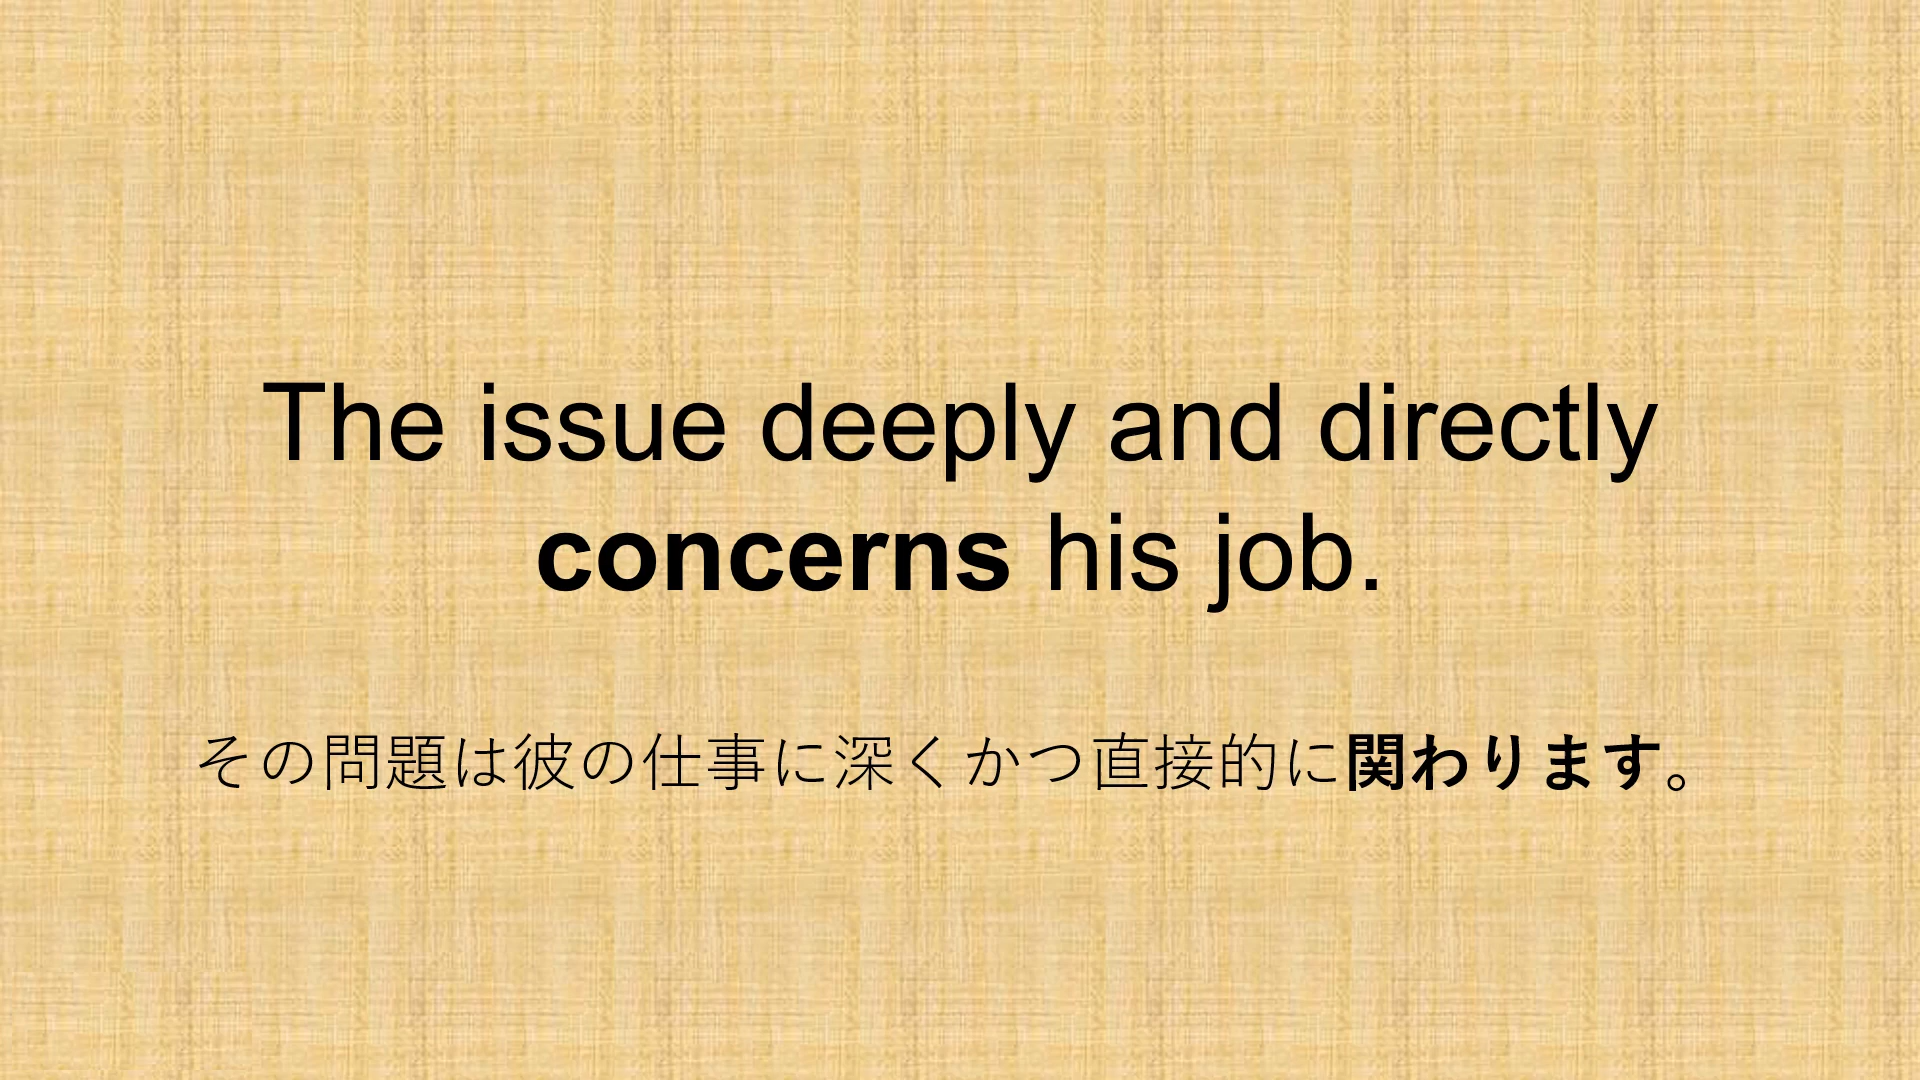 The issue deeply and directly
concerns his job.
その問題は彼の仕事に深くかつ直接的に関わります。